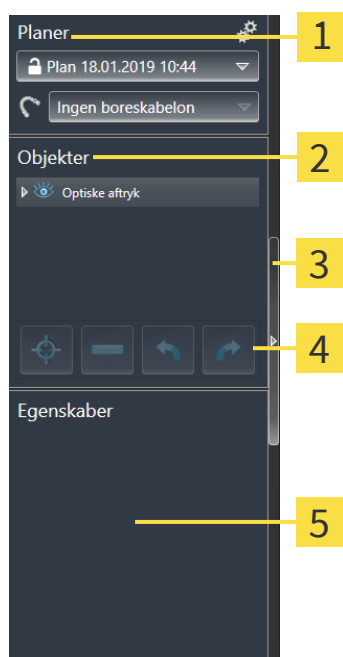 Planer
1
Plan 18.01.2019 10:44
Ingen boreskabelon
Objekter
2
Optiske aftryk
3
4
Egenskaber
5